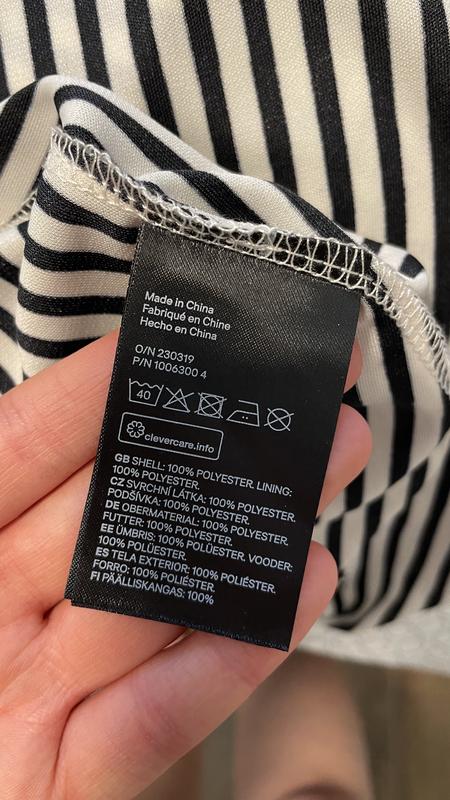 Made in China
Fabriqué en Chine
Hecho en China
O/N 230319
P/N 1006300 4
40
clevercare.info
GB SHELL: 100% POLYESTER. LINING:
100% POLYESTER.
CZ SVRCHNÍ LÁTKA: 100% POLYESTER.
PODŠÍVKA: 100% POLYESTER.
DE OBERMATERIAL: 100% POLYESTER.
FUTTER: 100% POLYESTER.
EE ÜMBRIS: 100% POLÜESTER. VOODER:
100% POLÜESTER.
ES TELA EXTERIOR: 100% POLIÉSTER.
FORRO: 100% POLIÉSTER.
FI PÄÄLLISKANGAS: 100%